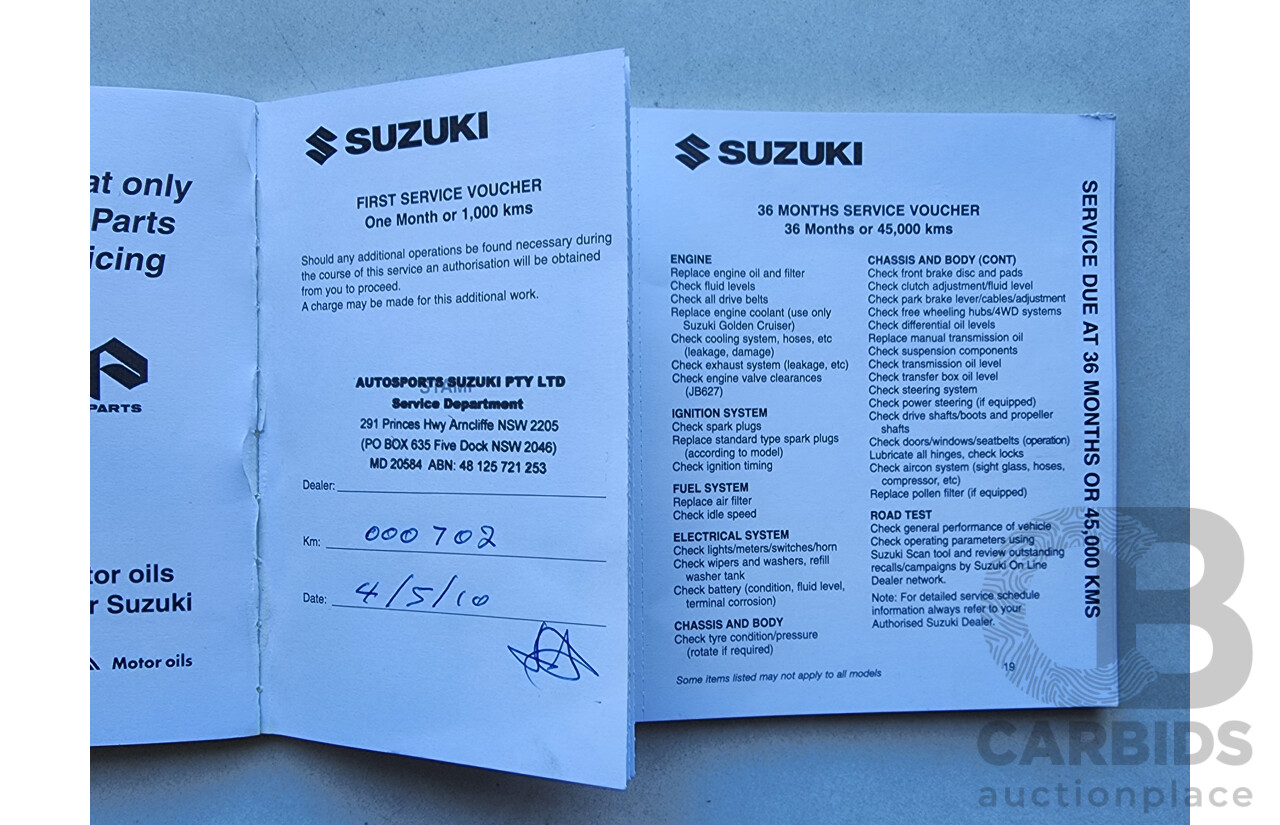 at only
Parts
icing
PARTS
tor oils
r Suzuki
Motor oils
SUZUKI
FIRST SERVICE VOUCHER
One Month or 1,000 kms
Should any additional operations be found necessary during
the course of this service an authorisation will be obtained
from you to proceed.
A charge may be made for this additional work.
STAMP
AUTOSPORTS SUZUKI PTY LTD
Service Department
291 Princes Hwy Arncliffe NSW 2205
(PO BOX 635 Five Dock NSW 2046)
MD 20584 ABN: 48 125 721 253
Dealer:
Km: 000702
Date: 4/5/10
SUZUKI
36 MONTHS SERVICE VOUCHER
36 Months or 45,000 kms
ENGINE
Replace engine oil and filter
Check fluid levels
Check all drive belts
Replace engine coolant (use only
Suzuki Golden Cruiser)
Check cooling system, hoses, etc
(leakage, damage)
Check exhaust system (leakage, etc)
Check engine valve clearances
(JB627)
IGNITION SYSTEM
Check spark plugs
Replace standard type spark plugs
(according to model)
Check ignition timing
FUEL SYSTEM
Replace air filter
Check idle speed
ELECTRICAL SYSTEM
Check lights/meters/switches/horn
Check wipers and washers, refill
washer tank
Check battery (condition, fluid level,
terminal corrosion)
CHASSIS AND BODY
Check tyre condition/pressure
(rotate if required)
Some items listed may not apply to all models
CHASSIS AND BODY (CONT)
Check front brake disc and pads
Check clutch adjustment/fluid level
Check park brake lever/cables/adjustment
Check free wheeling hubs/4WD systems
Check differential oil levels
Replace manual transmission oil
Check suspension components
Check transmission oil level
Check transfer box oil level
Check steering system
Check power steering (if equipped)
Check drive shafts/boots and propeller
shafts
Check doors/windows/seatbelts (operation)
Lubricate all hinges, check locks
Check aircon system (sight glass, hoses,
compressor, etc)
Replace pollen filter (if equipped)
ROAD TEST
Check general performance of vehicle
Check operating parameters using
Suzuki Scan tool and review outstanding
recalls/campaigns by Suzuki On Line
Dealer network.
Note: For detailed service schedule
information always refer to your
Authorised Suzuki Dealer.
19
SERVICE DUE AT 36 MONTHS OR 45,000 KMS
CB
CARBIDS
auctionplace